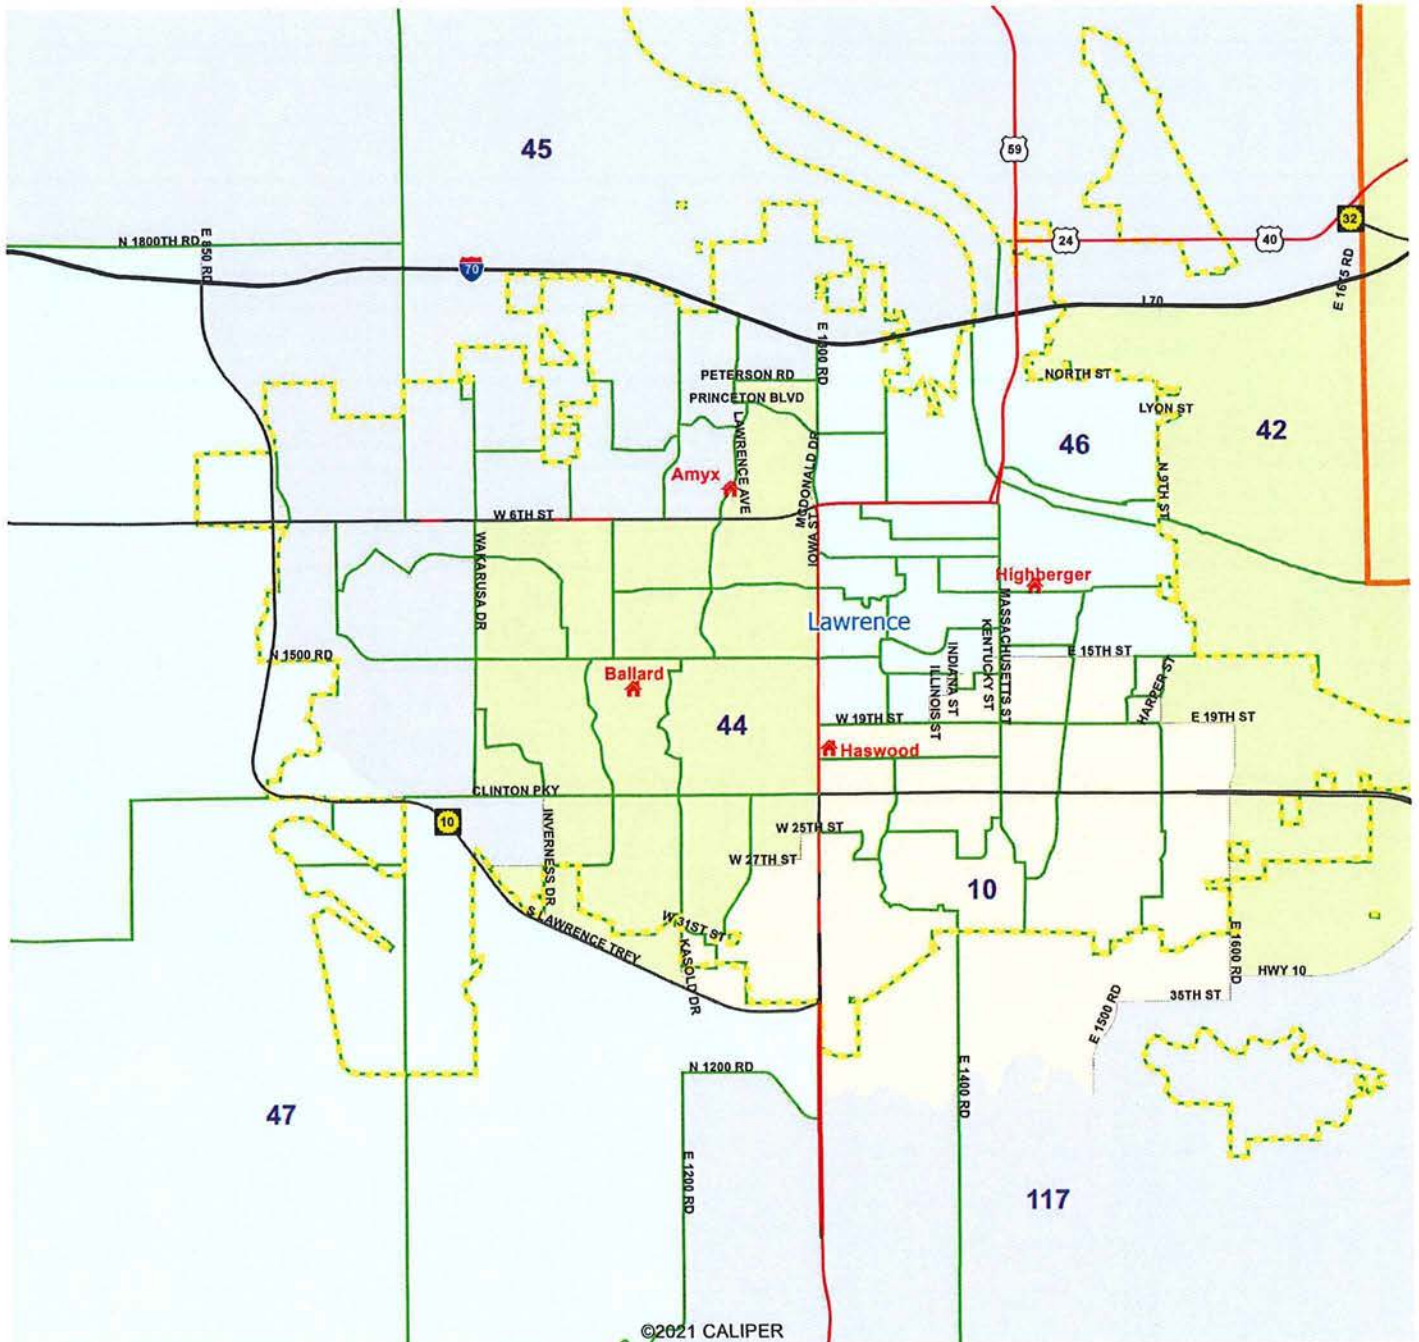 45
59
32
24
40
N 1800TH RD
E 850 RD
70
I 70
E 1300 RD
PETERSON RD
NORTH ST
PRINCETON BLVD
LYON ST
LAWRENCE AVE
42
46
MCDONALD DR
Amyx
N 9TH ST
W 6TH ST
IOWA ST
WAKARUSA DR
Highberger
MASSACHUSETTS ST
Lawrence
KENTUCKY ST
INDIANA ST
ILLINOIS ST
E 15TH ST
N 1500 RD
Ballard
HARPER ST
44
W 19TH ST
E 19TH ST
Haswood
CLINTON PKY
10
INVERNESS DR
W 25TH ST
W 27TH ST
10
W 31ST ST
S LAWRENCE TRFY
KASOLD DR
E 1600 RD
HWY 10
35TH ST
E 1500 RD
N 1200 RD
E 1400 RD
47
E 1200 RD
117
©2021 CALIPER